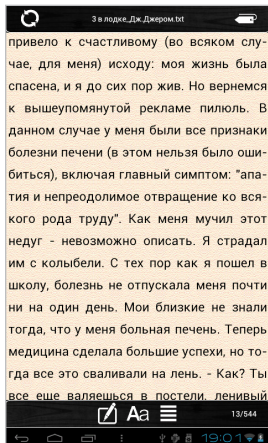 3 в лодке_Дж.Джером.txt
привело к счастливому (во всяком слу-
чае, для меня) исходу: моя жизнь была
спасена, и я до сих пор жив. Но вернемся
к вышеупомянутой рекламе пилюль. В
данном случае у меня были все признаки
болезни печени (в этом нельзя было оши-
биться), включая главный симптом: "апа-
тия и непреодолимое отвращение ко вся-
кого рода труду". Как меня мучил этот
недуг - невозможно описать. Я страдал
им с колыбели. С тех пор как я пошел в
школу, болезнь не отпускала меня почти
ни на один день. Мои близкие не знали
тогда, что у меня больная печень. Теперь
медицина сделала большие успехи, но то-
гда все это сваливали на лень. - Как? Ты
все еще валяешься в постели, ленивый
Aa 13/544
19:01